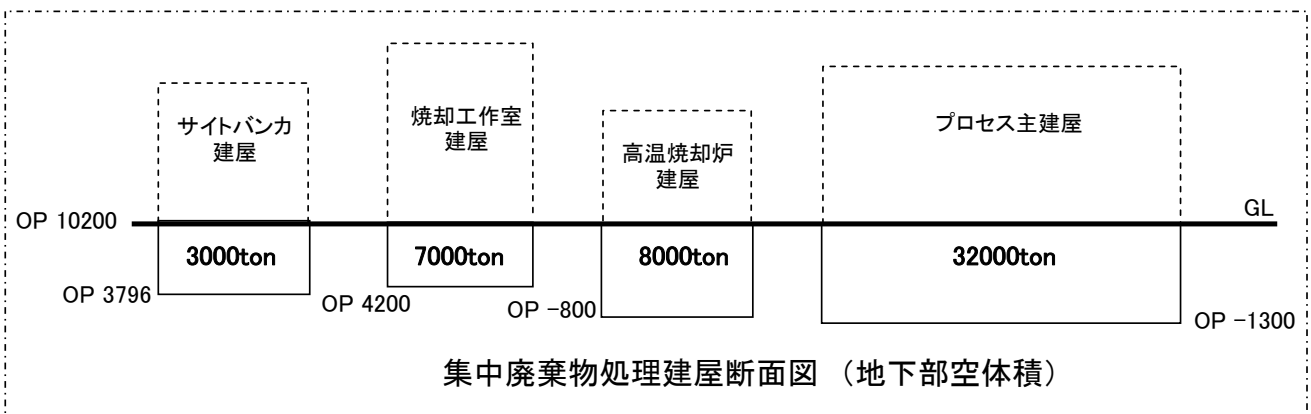 サイトバンカ
建屋
焼却工作室
建屋
高温焼却炉
建屋
プロセス主建屋
OP 10200
GL
3000ton
7000ton
8000ton
32000ton
OP 3796
OP 4200
OP -800
OP -1300
集中廃棄物処理建屋断面図 （地下部空体積）